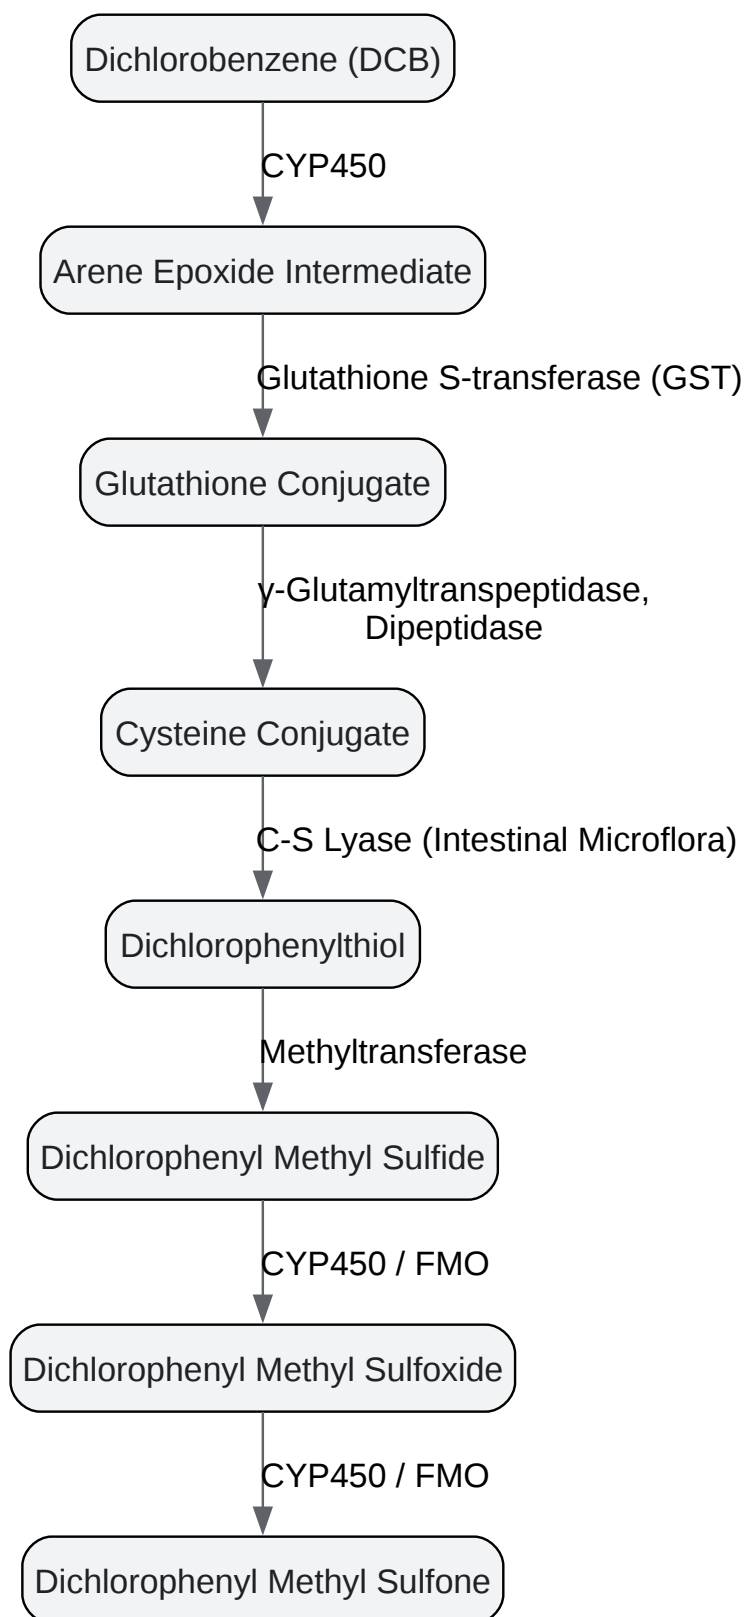 Dichlorobenzene (DCB)
CYP450
Arene Epoxide Intermediate
Glutathione S-transferase (GST)
Glutathione Conjugate
γ-Glutamyltranspeptidase,
Dipeptidase
Cysteine Conjugate
C-S Lyase (Intestinal Microflora)
Dichlorophenylthiol
Methyltransferase
Dichlorophenyl Methyl Sulfide
CYP450 / FMO
Dichlorophenyl Methyl Sulfoxide
CYP450 / FMO
Dichlorophenyl Methyl Sulfone